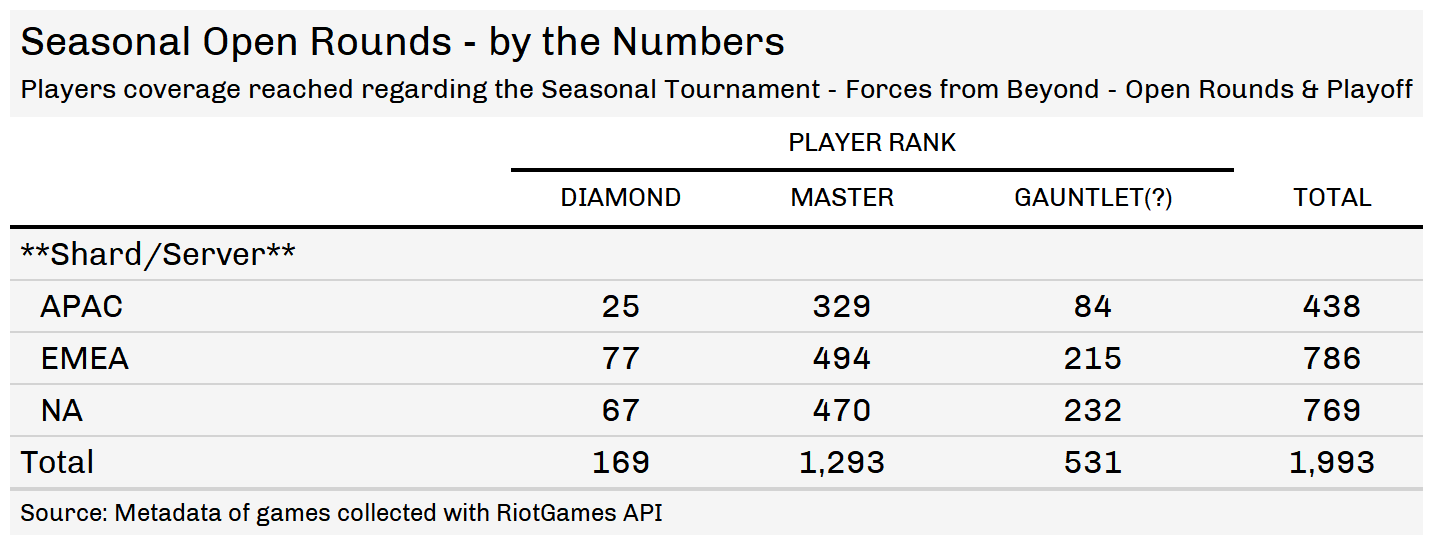 Seasonal Open Rounds - by the Numbers
Players coverage reached regarding the Seasonal Tournament - Forces from Beyond - Open Rounds & Playoff
PLAYER RANK
DIAMOND MASTER GAUNTLET(?) TOTAL
**Shard/Server**
APAC 25 329 84 438
EMEA 77 494 215 786
NA 67 470 232 769
Total 169 1,293 531 1,993
Source: Metadata of games collected with RiotGames API